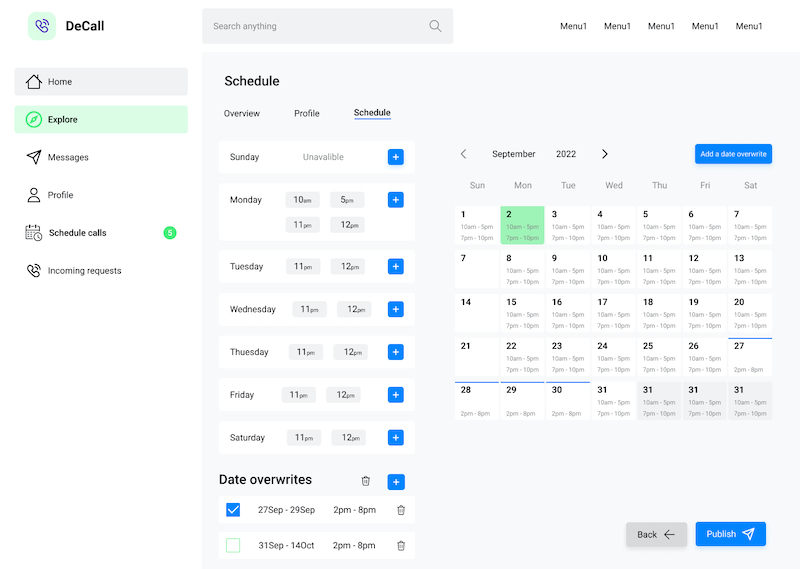 DeCall
Search anything
Menu1 Menu1 Menu1 Menu1 Menu1
Home
Explore
Messages
Profile
Schedule calls 5
Incoming requests
Schedule
Overview Profile Schedule
Sunday Unavalible +
Monday 10am 5pm +
11pm 12pm
Tuesday 11pm 12pm +
Wednesday 11pm 12pm +
Thuesday 11pm 12pm +
Friday 11pm 12pm +
Saturday 11pm 12pm +
Date overwrites +
27Sep - 29Sep 2pm - 8pm
31Sep - 14Oct 2pm - 8pm
September 2022 Add a date overwrite
Sun Mon Tue Wed Thu Fri Sat
1 2 3 4 5 6 7
10am - 5pm 10am - 5pm 10am - 5pm 10am - 5pm 10am - 5pm 10am - 5pm 10am - 5pm
7pm - 10pm 7pm - 10pm 7pm - 10pm 7pm - 10pm 7pm - 10pm 7pm - 10pm 7pm - 10pm
7 8 9 10 11 12 13
10am - 5pm 10am - 5pm 10am - 5pm 10am - 5pm 10am - 5pm 10am - 5pm
7pm - 10pm 7pm - 10pm 7pm - 10pm 7pm - 10pm 7pm - 10pm 7pm - 10pm
14 15 16 17 18 19 20
10am - 5pm 10am - 5pm 10am - 5pm 10am - 5pm 10am - 5pm 10am - 5pm
7pm - 10pm 7pm - 10pm 7pm - 10pm 7pm - 10pm 7pm - 10pm 7pm - 10pm
21 22 23 24 25 26 27
10am - 5pm 10am - 5pm 10am - 5pm 10am - 5pm 10am - 5pm
7pm - 10pm 7pm - 10pm 7pm - 10pm 7pm - 10pm 7pm - 10pm 2pm - 8pm
28 29 30 31 31 31 31
10am - 5pm 10am - 5pm 10am - 5pm 10am - 5pm
2pm - 8pm 2pm - 8pm 2pm - 8pm 7pm - 10pm 7pm - 10pm 7pm - 10pm 7pm - 10pm
Back Publish